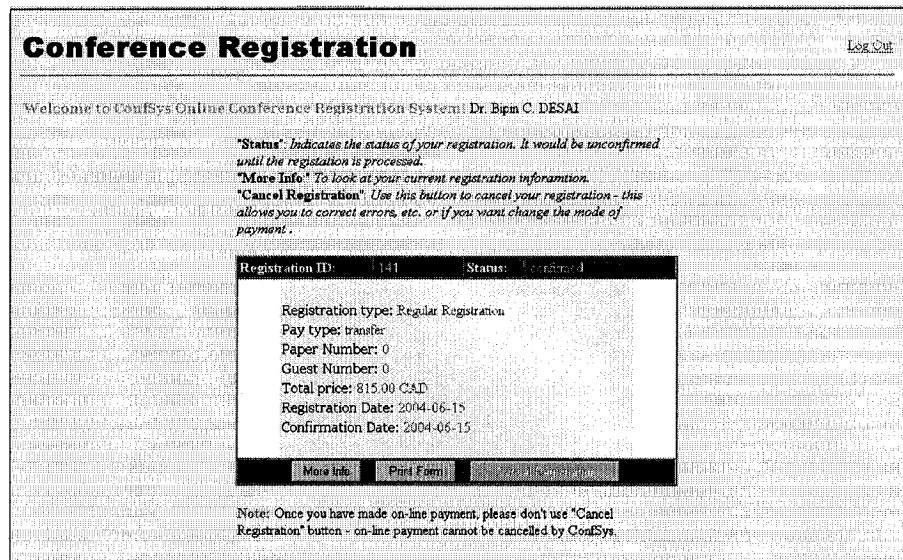 Conference Registration
Log Out
Welcome to ConfSys Online Conference Registration System! Dr. Bipin C. DESAI
"Status": Indicates the status of your registration. It would be unconfirmed
until the registation is processed.
"More Info" To look at your current registration inforamtion.
"Cancel Registration": Use this button to cancel your registration - this
allows you to correct errors, etc. or if you want change the mode of
payment .
Registration ID: 141 Status: confirmed
Registration type: Regular Registration
Pay type: transfer
Paper Number: 0
Guest Number: 0
Total price: 815.00 CAD
Registration Date: 2004-06-15
Confirmation Date: 2004-06-15
More Info Print Form Cancel Registration
Note: Once you have made on-line payment, please don't use "Cancel
Registration" button - on-line payment cannot be cancelled by ConfSys.